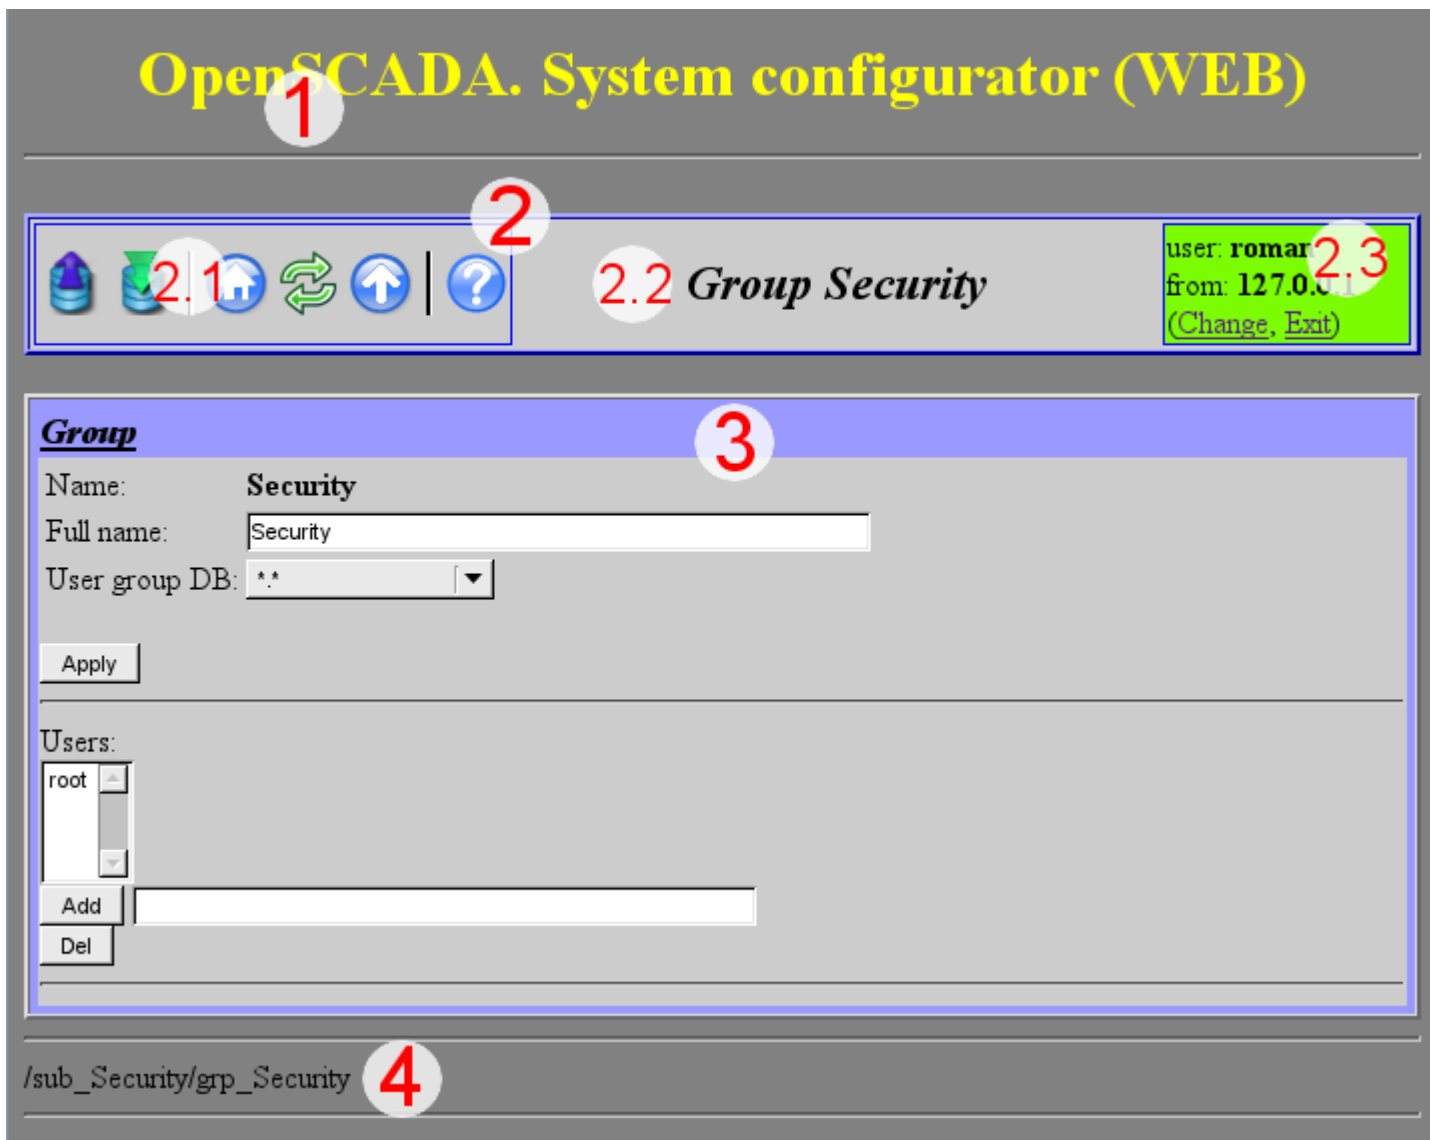 OpenSCADA. System configurator (WEB)
1
2
2.1
2.2 Group Security
user: roman
2.3
from: 127.0.0.1
(Change, Exit)
Group
3
Name: Security
Full name: Security
User group DB: *.*
Apply
Users:
root
Add
Del
/sub_Security/grp_Security 4